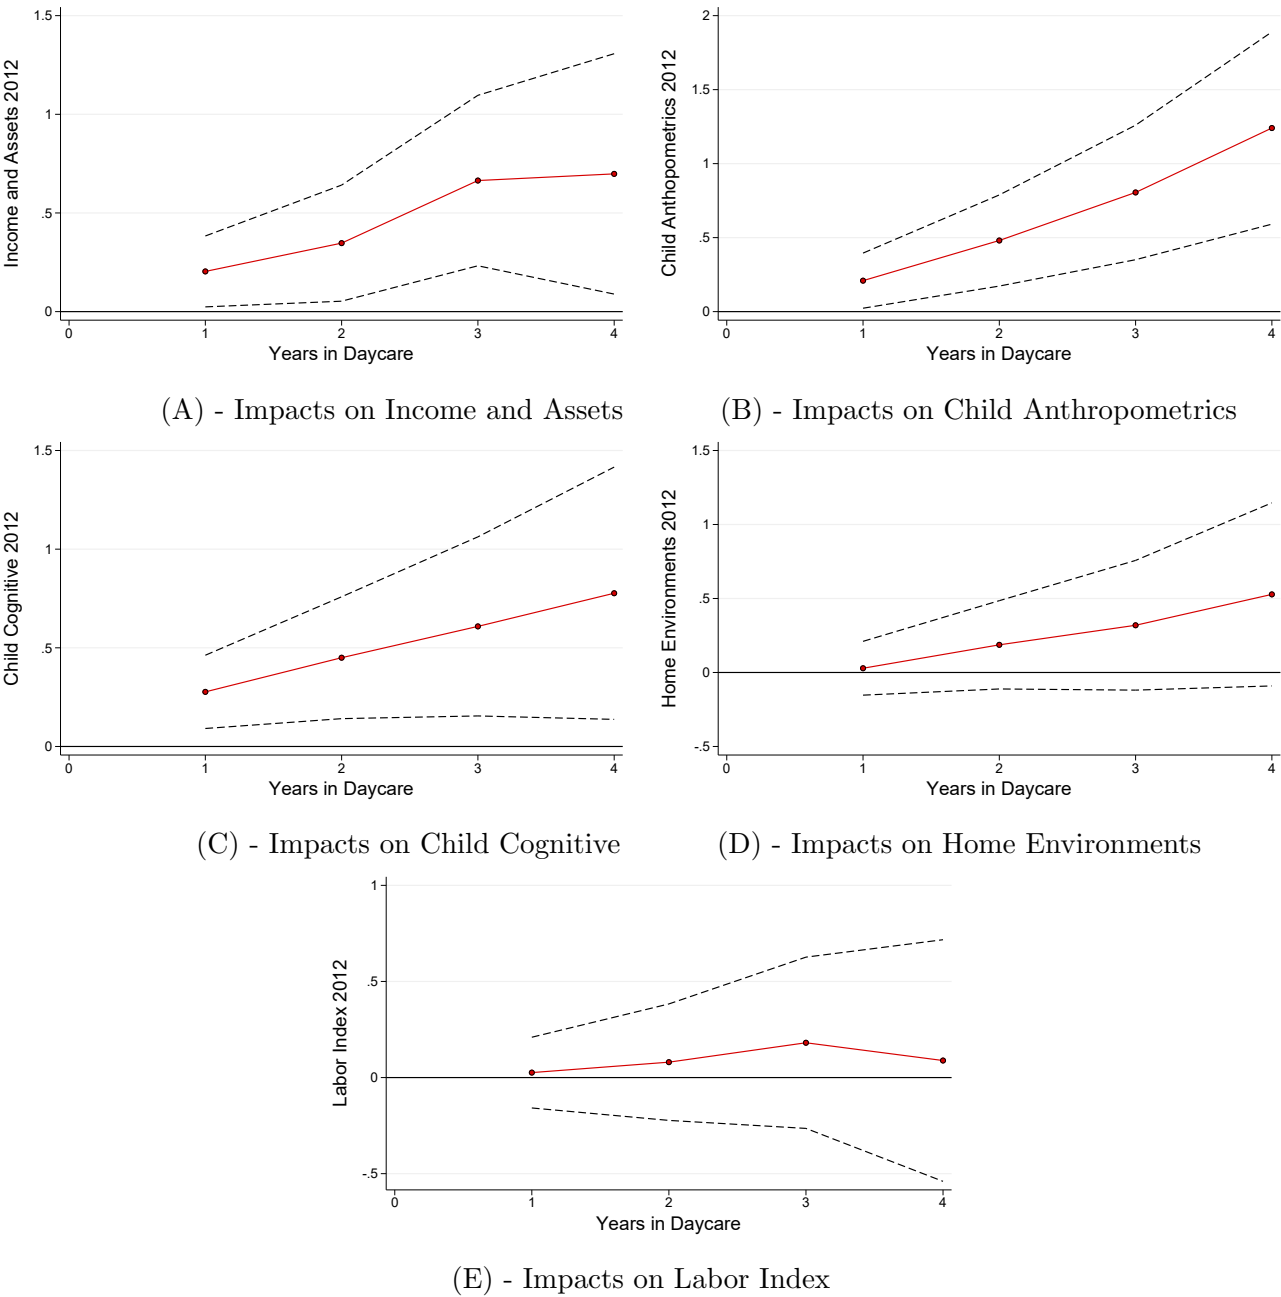 1.5
1
.5
0
Income and Assets 2012
0 1 2 3 4
Years in Daycare
(A) - Impacts on Income and Assets
2
1.5
1
.5
0
Child Anthopometrics 2012
0 1 2 3 4
Years in Daycare
(B) - Impacts on Child Anthropometrics
1.5
1
.5
0
Child Cognitive 2012
0 1 2 3 4
Years in Daycare
(C) - Impacts on Child Cognitive
1.5
1
.5
0
-.5
Home Environments 2012
0 1 2 3 4
Years in Daycare
(D) - Impacts on Home Environments
1
.5
0
-.5
Labor Index 2012
0 1 2 3 4
Years in Daycare
(E) - Impacts on Labor Index